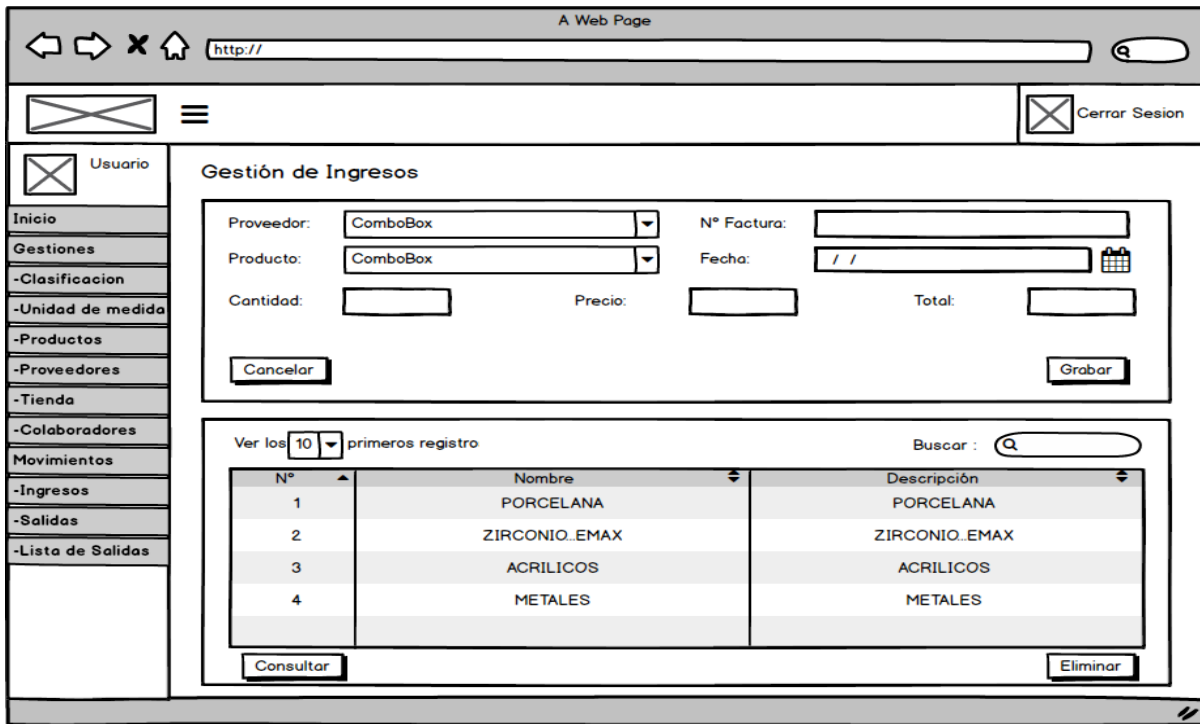 A Web Page
http://
Cerrar Sesion
Usuario
Inicio
Gestiones
-Clasificacion
-Unidad de medida
-Productos
-Proveedores
-Tienda
-Colaboradores
Movimientos
-Ingresos
-Salidas
-Lista de Salidas
Gestión de Ingresos
Proveedor: ComboBox Nº Factura:
Producto: ComboBox Fecha: / /
Cantidad: Precio: Total:
Cancelar Grabar
Ver los 10 primeros registro Buscar :
Nº Nombre Descripción
1 PORCELANA PORCELANA
2 ZIRCONIO..EMAX ZIRCONIO..EMAX
3 ACRILICOS ACRILICOS
4 METALES METALES
Consultar Eliminar